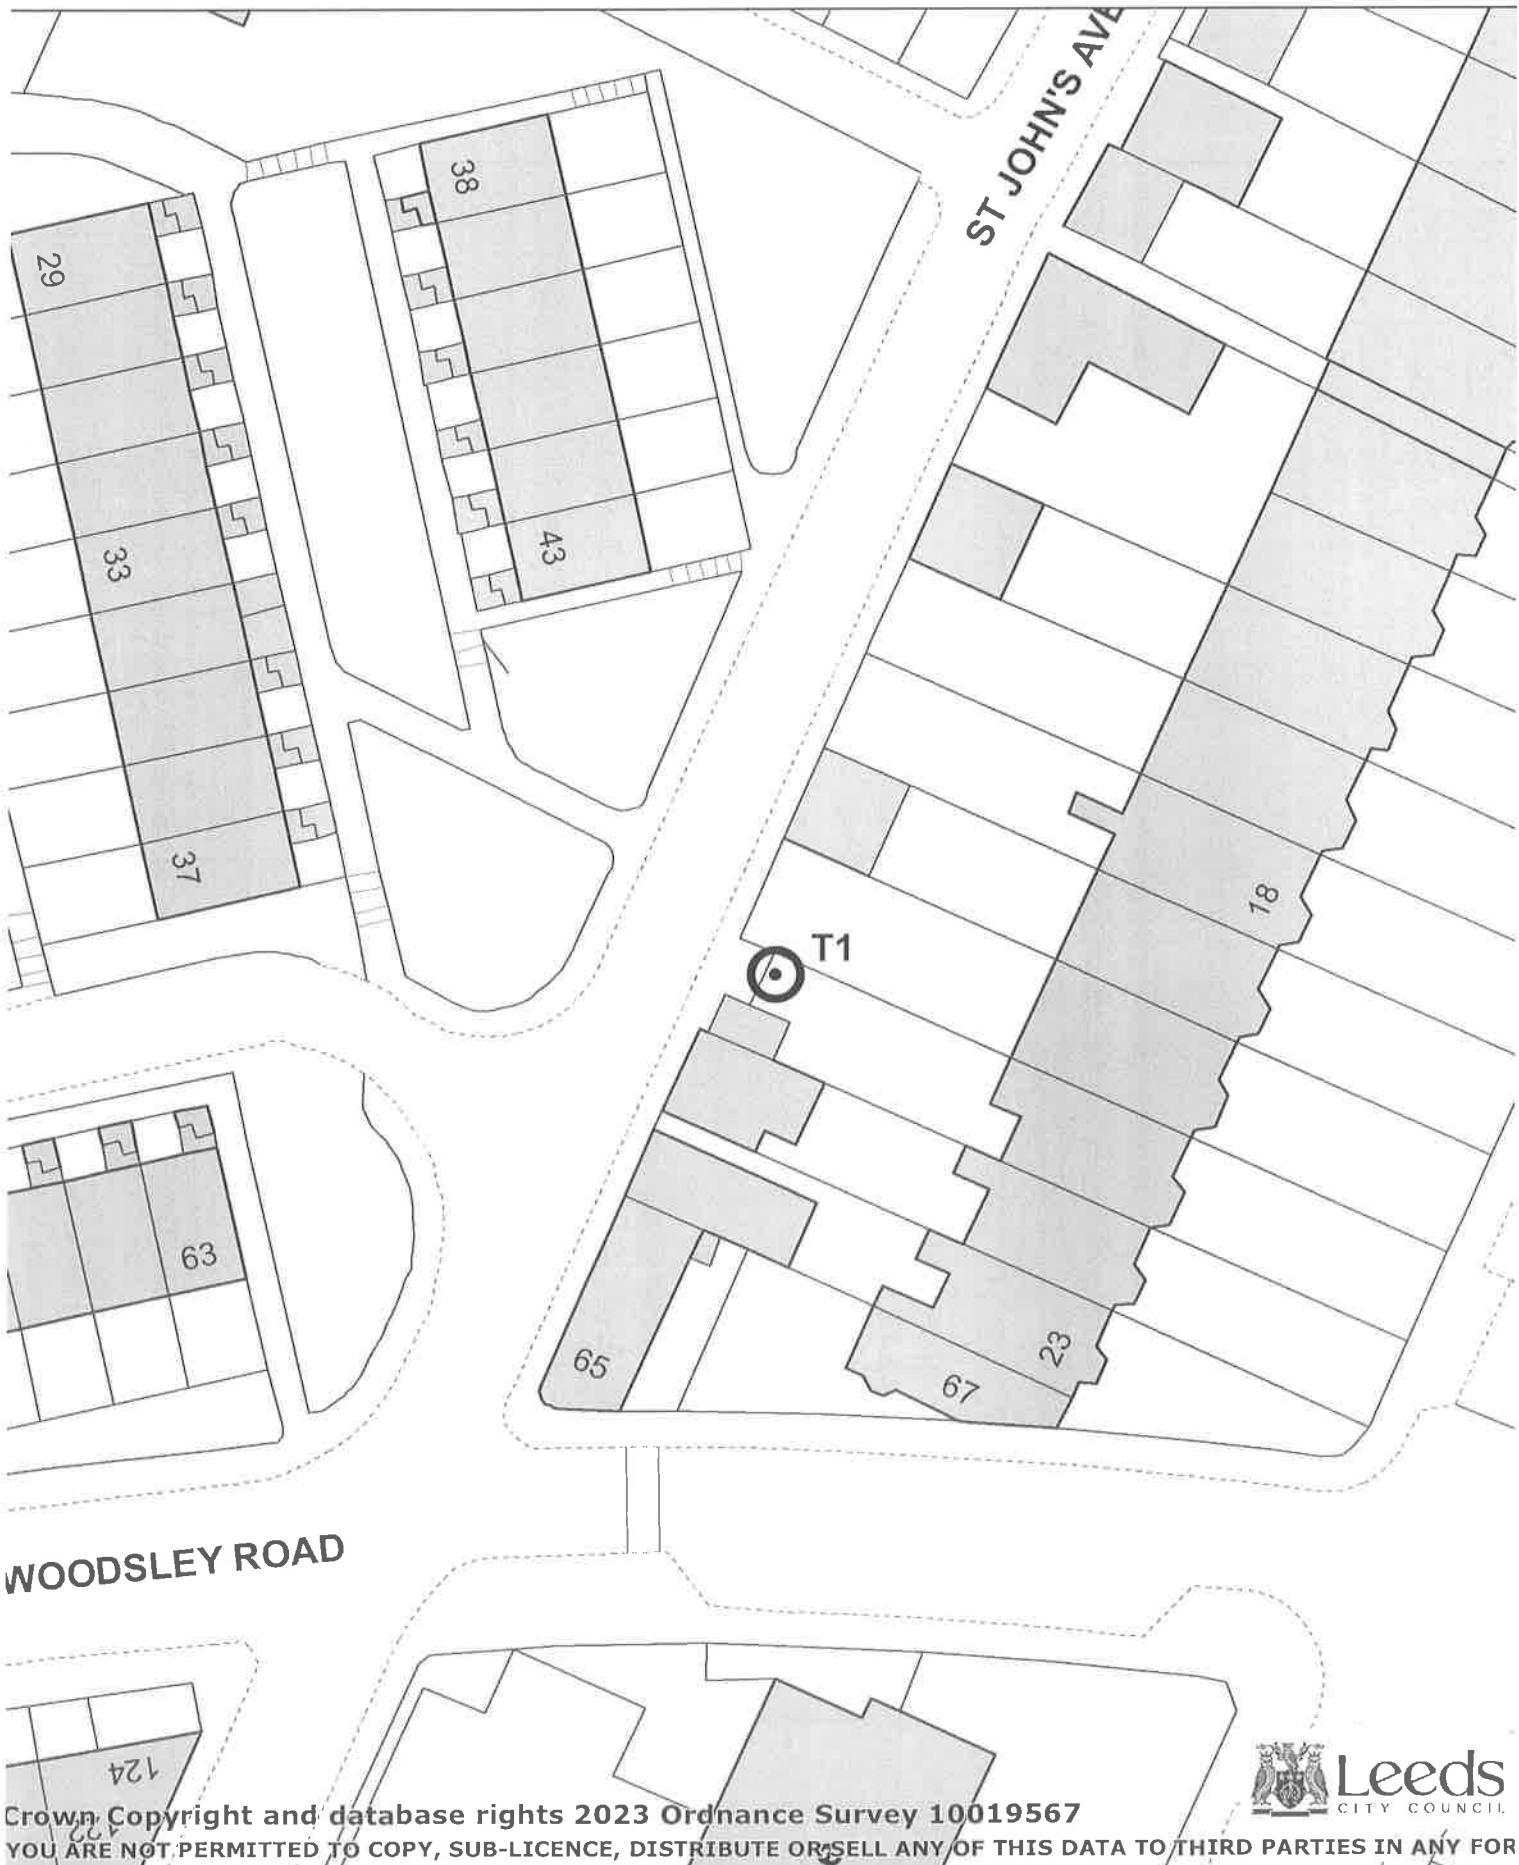 ST JOHN'S AVE
38
29
33
43
37
18
T1
63
65
67
23
WOODSLEY ROAD
124
122
Leeds
CITY COUNCIL
Crown Copyright and database rights 2023 Ordnance Survey 10019567
YOU ARE NOT PERMITTED TO COPY, SUB-LICENCE, DISTRIBUTE OR SELL ANY OF THIS DATA TO THIRD PARTIES IN ANY FOR